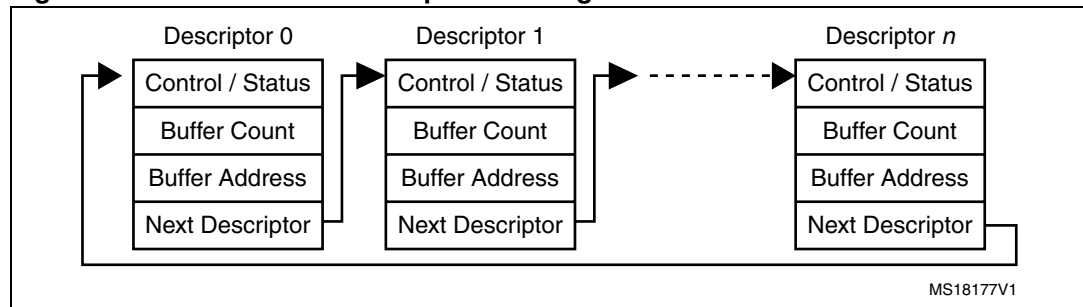 Descriptor 0 Descriptor 1 Descriptor n
Control / Status Control / Status Control / Status
Buffer Count Buffer Count Buffer Count
Buffer Address Buffer Address Buffer Address
Next Descriptor Next Descriptor Next Descriptor
MS18177V1